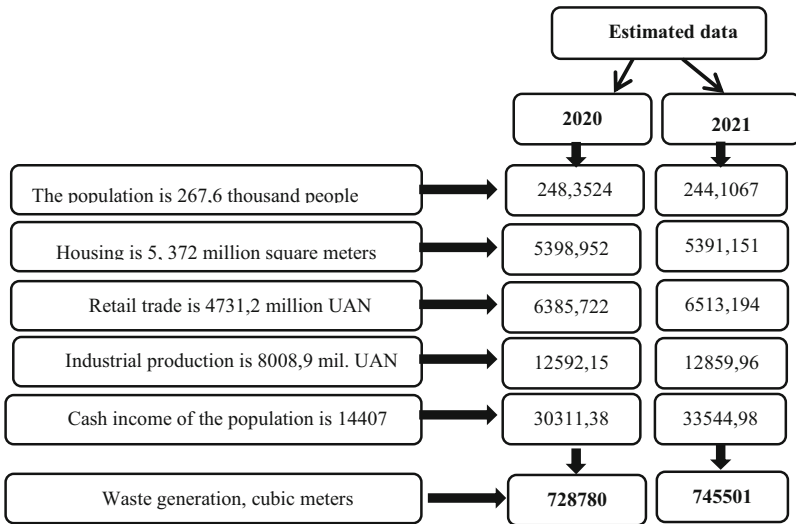 Estimated data
2020 2021
The population is 267,6 thousand people 248,3524 244,1067
Housing is 5, 372 million square meters 5398,952 5391,151
Retail trade is 4731,2 million UAN 6385,722 6513,194
Industrial production is 8008,9 mil. UAN 12592,15 12859,96
Cash income of the population is 14407 30311,38 33544,98
Waste generation, cubic meters 728780 745501